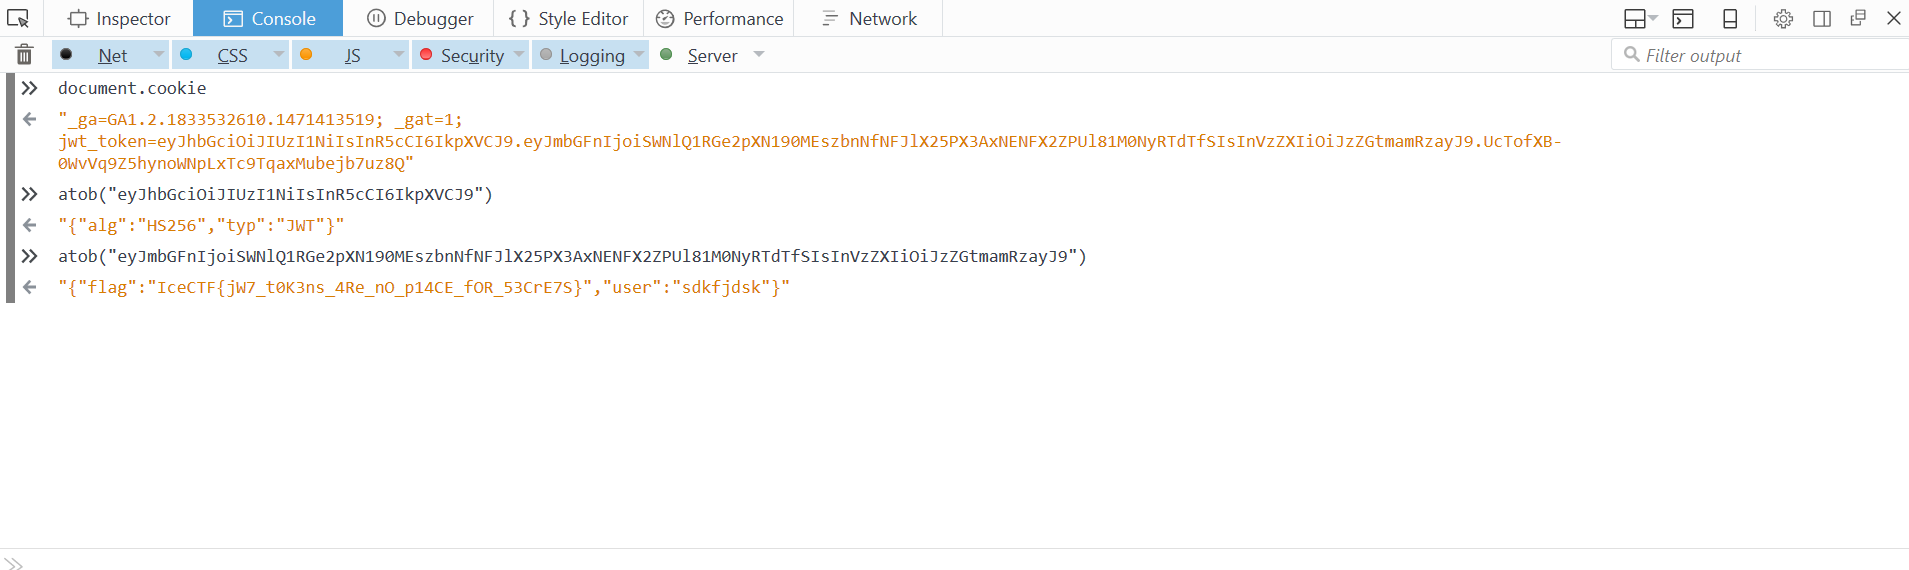 Inspector Console Debugger { } Style Editor Performance Network
Net CSS JS Security Logging Server Filter output
document.cookie
"_ga=GA1.2.1833532610.1471413519; _gat=1;
jwt_token=eyJhbGciOiJIUzI1NiIsInR5cCI6IkpXVCJ9.eyJmbGFnIjoiSWNlQ1RGe2pXN190MEszbnNfNFJlX25PX3AxNENFX2ZPUl81M0NyRTdTfSIsInVzZXIiOiJzZGtmamRzayJ9.UcTofXB-
0WvVq9Z5hynoWNpLxTc9TqaxMubejb7uz8Q"
atob("eyJhbGciOiJIUzI1NiIsInR5cCI6IkpXVCJ9")
"{"alg":"HS256","typ":"JWT"}"
atob("eyJmbGFnIjoiSWNlQ1RGe2pXN190MEszbnNfNFJlX25PX3AxNENFX2ZPUl81M0NyRTdTfSIsInVzZXIiOiJzZGtmamRzayJ9")
"{"flag":"IceCTF{jW7_t0K3ns_4Re_nO_p14CE_fOR_53CrE7S}","user":"sdkfjdsk"}"